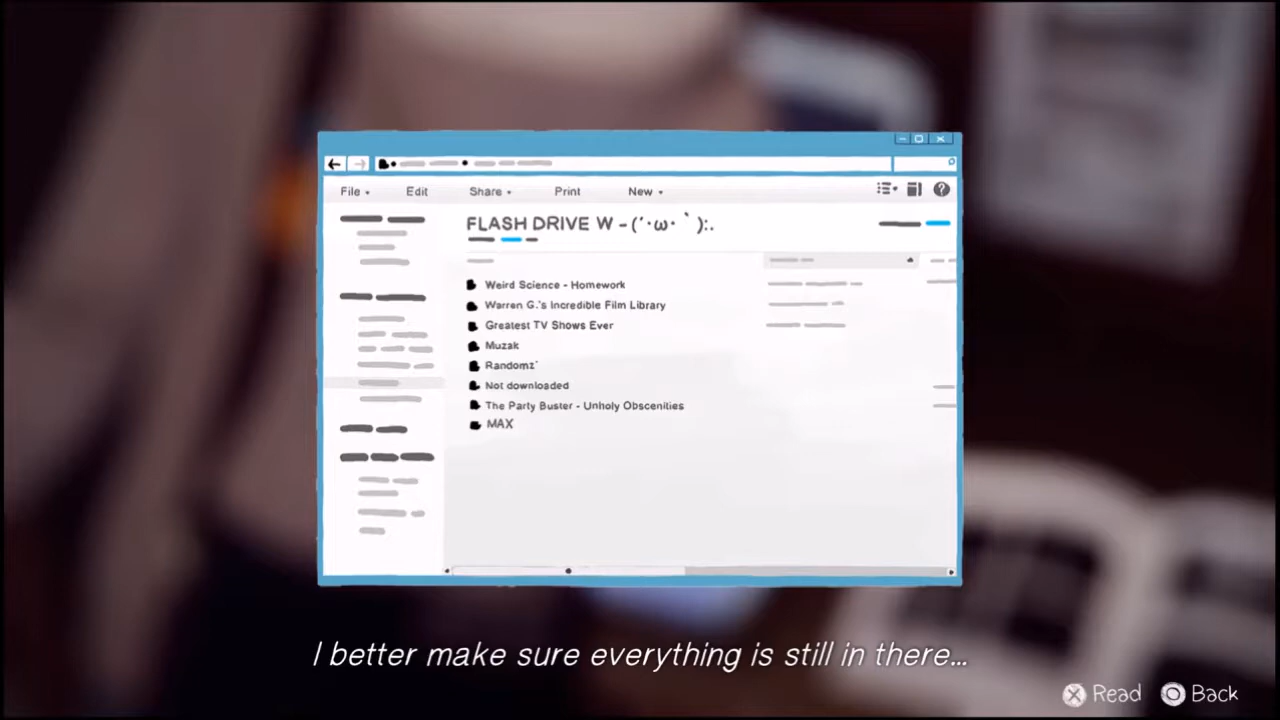 File Edit Share Print New
FLASH DRIVE W -(´･ω･｀):.
Weird Science - Homework
Warren G.'s Incredible Film Library
Greatest TV Shows Ever
Muzak
Randomz'
Not downloaded
The Party Buster - Unholy Obscenities
MAX
I better make sure everything is still in there...
Read Back